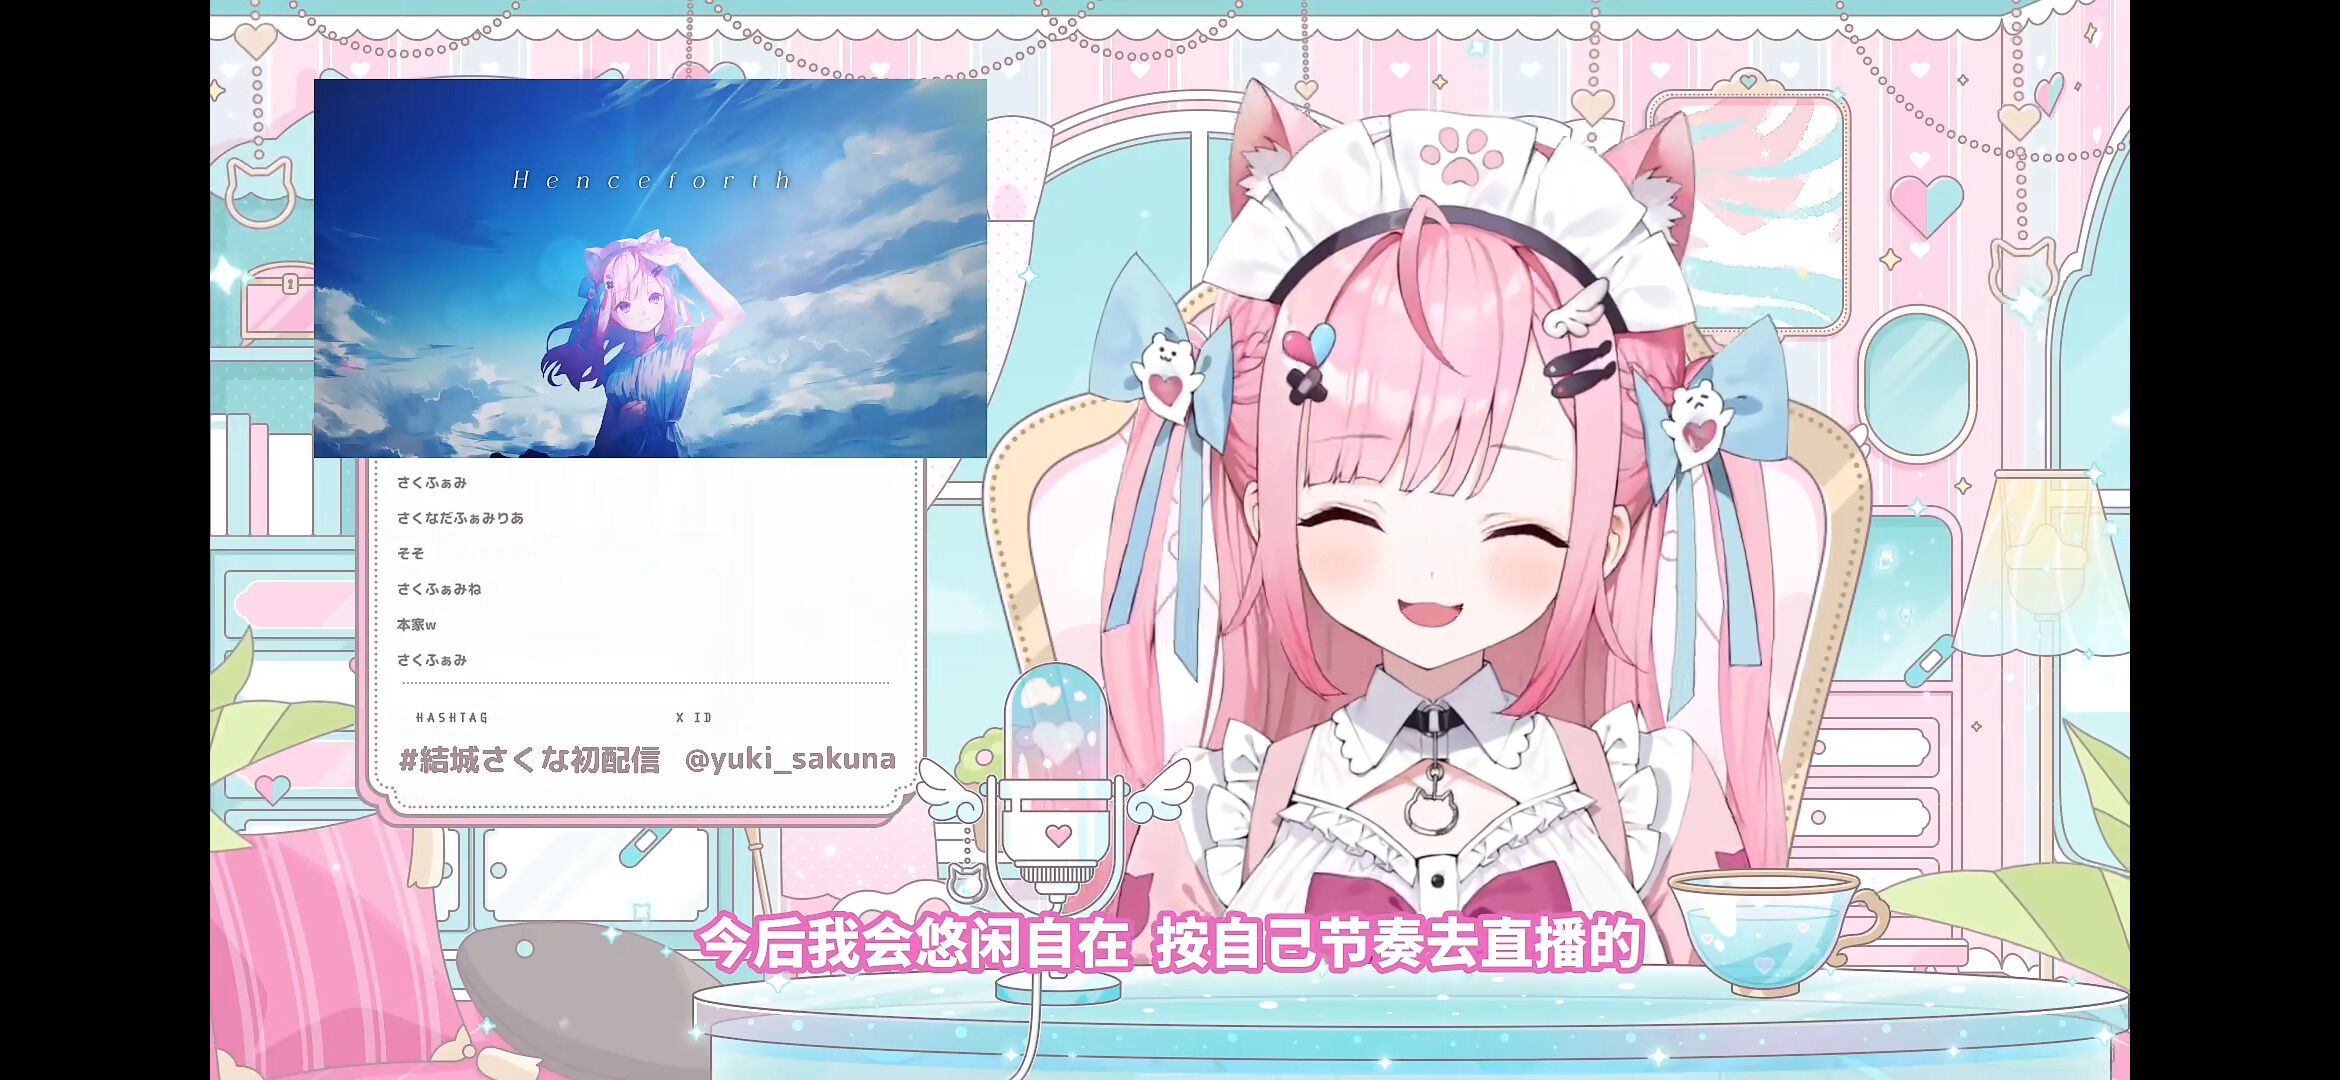 Henceforth
さくふぁみ
さくなだふぁみりあ
そそ
さくふぁみね
本家w
さくふぁみ
HASHTAG
X ID
#結城さくな初配信
@yuki_sakuna
今后我会悠闲自在 按自己节奏去直播的